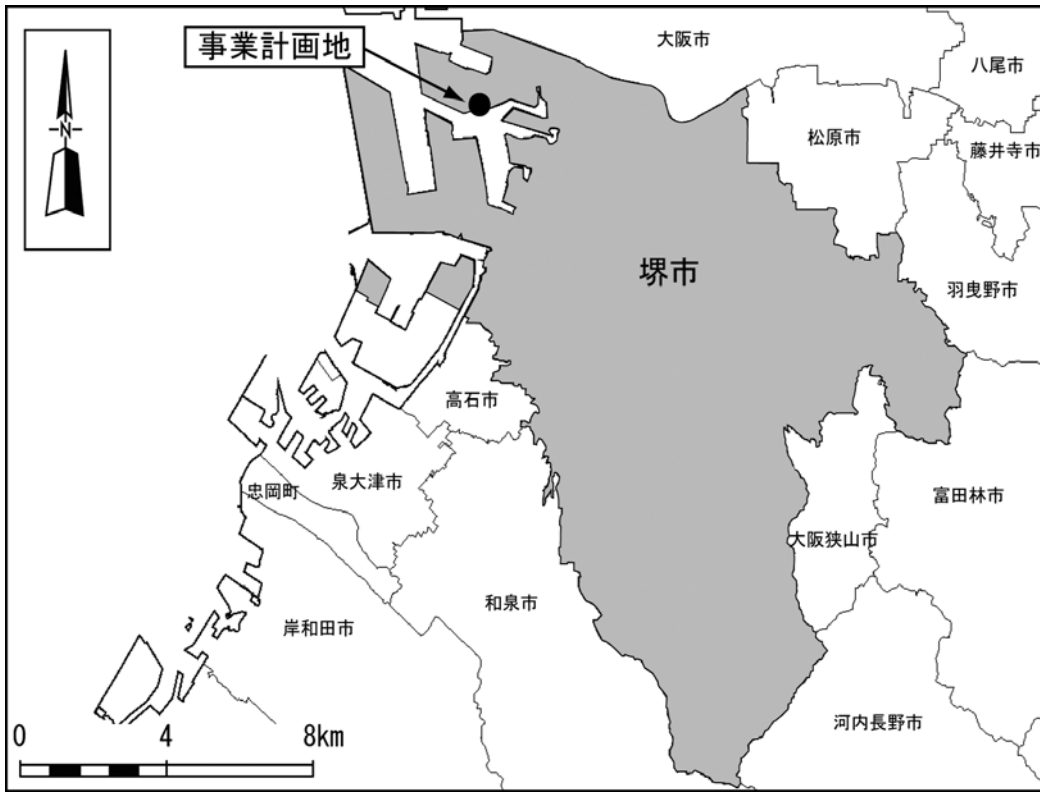 事業計画地
大阪市
八尾市
N
松原市
藤井寺市
堺市
羽曳野市
高石市
泉大津市
忠岡町
富田林市
大阪狭山市
和泉市
岸和田市
河内長野市
0 4 8km